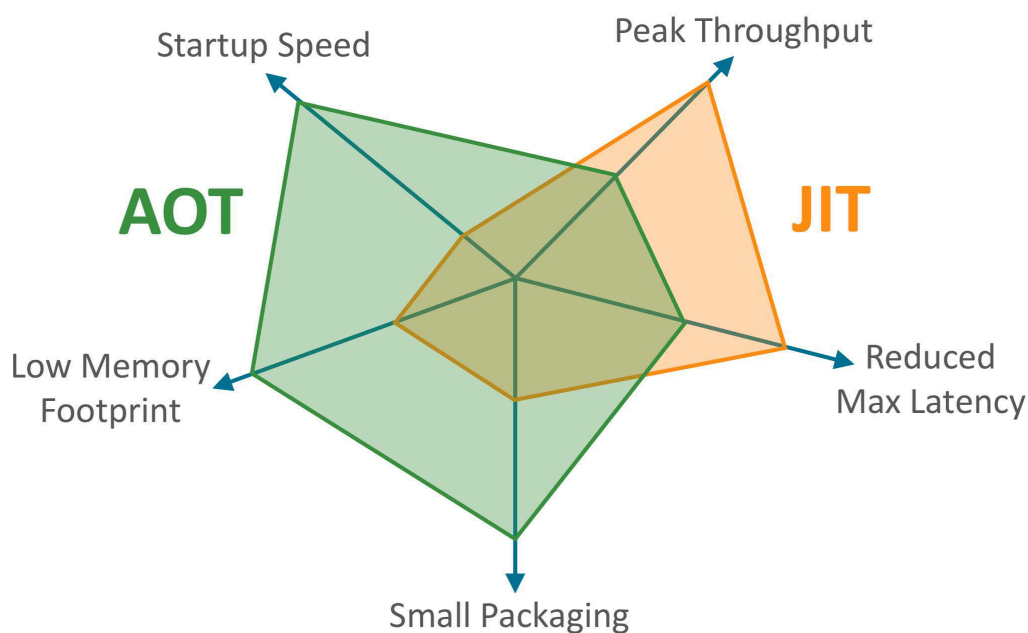 Startup Speed
Peak Throughput
AOT
JIT
Low Memory
Footprint
Reduced
Max Latency
Small Packaging